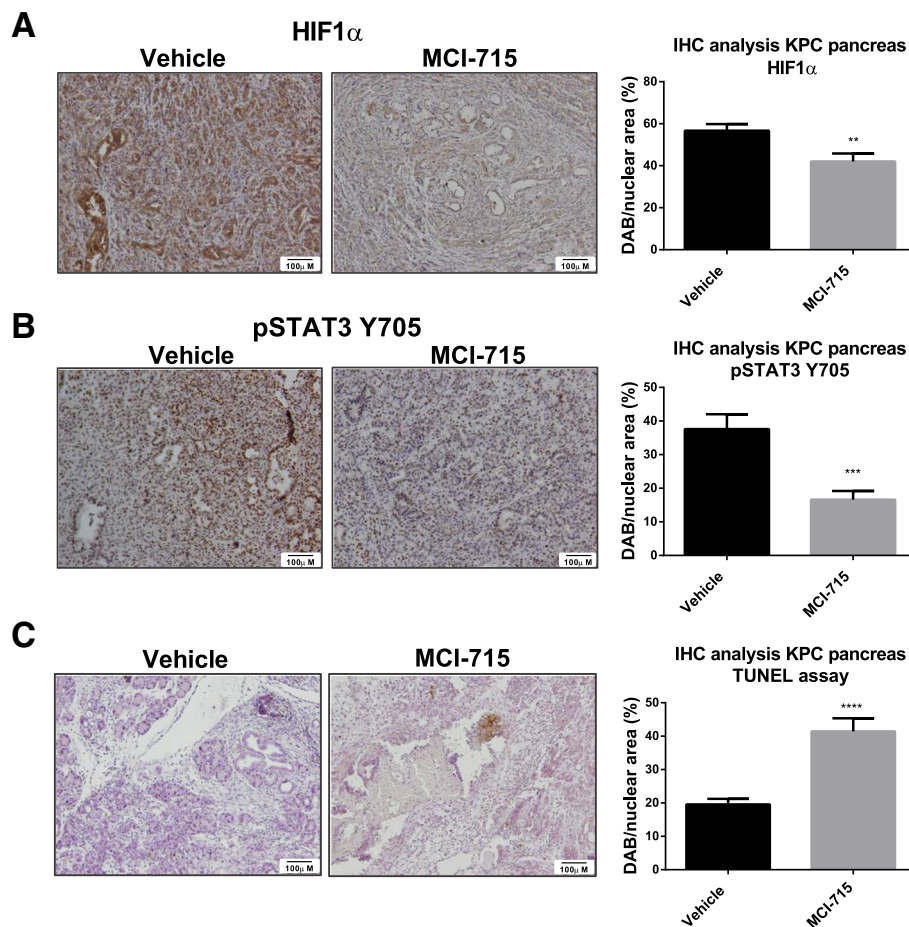 A
HIF1α
Vehicle
MCI-715
100μ M
100μ M
IHC analysis KPC pancreas
HIF1α
DAB/nuclear area (%)
80
60
40
20
0
**
Vehicle
MCI-715
B
pSTAT3 Y705
Vehicle
MCI-715
100μ M
100μ M
IHC analysis KPC pancreas
pSTAT3 Y705
DAB/nuclear area (%)
50
40
30
20
10
0
***
Vehicle
MCI-715
C
Vehicle
MCI-715
100μ M
100μ M
IHC analysis KPC pancreas
TUNEL assay
DAB/nuclear area (%)
50
40
30
20
10
0
****
Vehicle
MCI-715